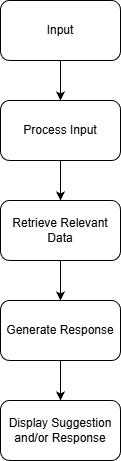 Input
Process Input
Retrieve Relevant
Data
Generate Response
Display Suggestion
and/or Response